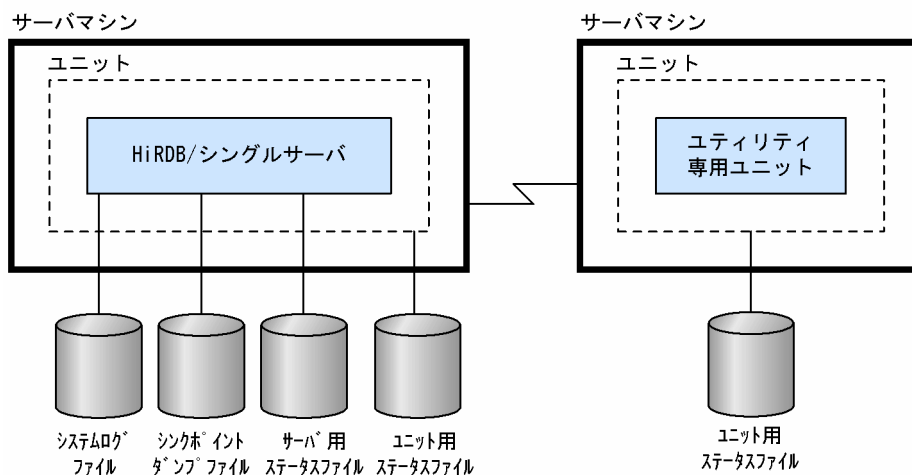 サーバマシン
ユニット
HiRDB/シングルサーバ
システムログ
ファイル
シンクポイント
ダンプファイル
サーバ用
ステータスファイル
ユニット用
ステータスファイル
サーバマシン
ユニット
ユティリティ
専用ユニット
ユニット用
ステータスファイル